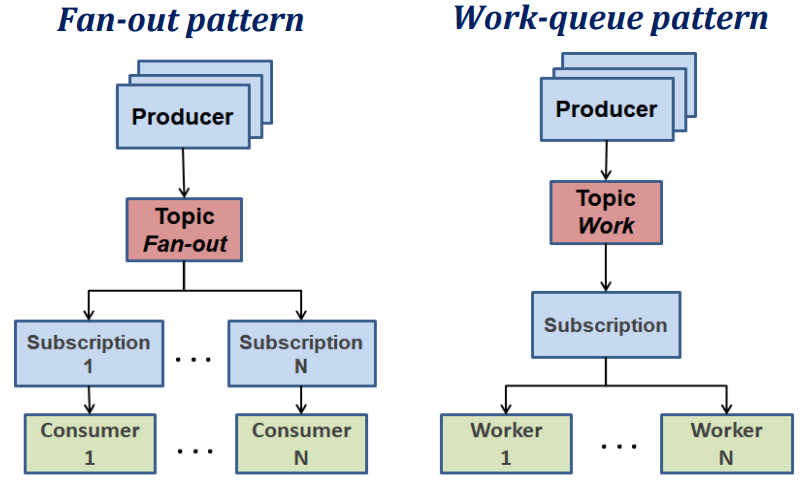 Fan-out pattern
Producer
Topic
Fan-out
Subscription
1
. . .
Subscription
N
Consumer
1
. . .
Consumer
N
Work-queue pattern
Producer
Topic
Work
Subscription
Worker
1
. . .
Worker
N